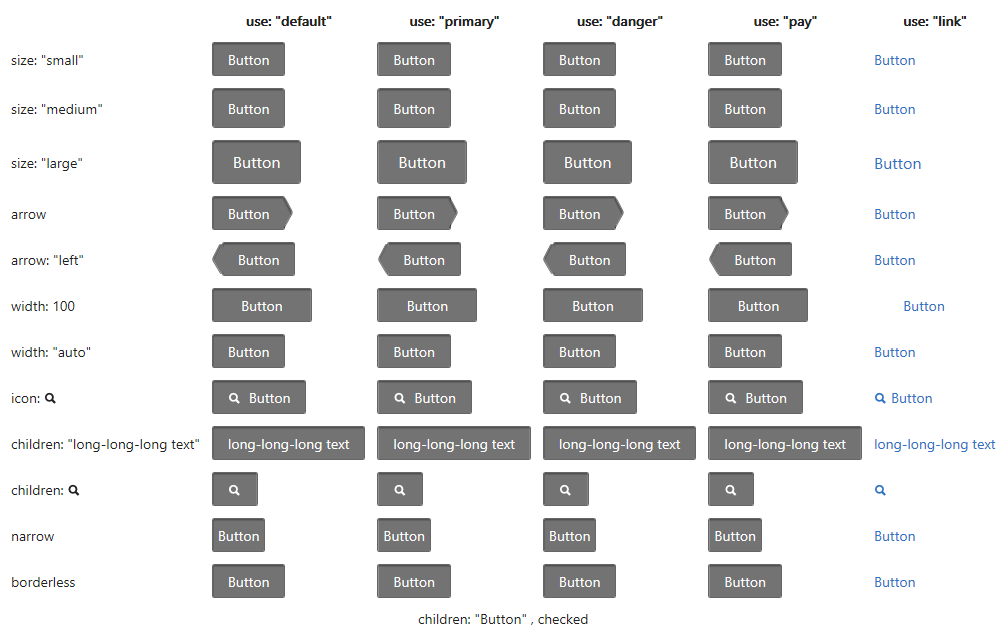 use: "default" use: "primary" use: "danger" use: "pay" use: "link"
size: "small" Button Button Button Button Button
size: "medium" Button Button Button Button Button
size: "large" Button Button Button Button Button
arrow Button Button Button Button Button
arrow: "left" Button Button Button Button Button
width: 100 Button Button Button Button Button
width: "auto" Button Button Button Button Button
icon: Button Button Button Button Button
children: "long-long-long text" long-long-long text long-long-long text long-long-long text long-long-long text long-long-long text
children:
narrow Button Button Button Button Button
borderless Button Button Button Button Button
children: "Button" , checked